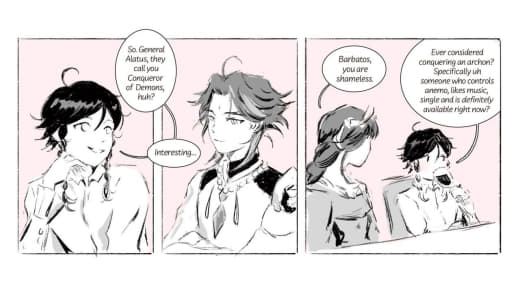 So. General
Alatus, they
call you
Conqueror
of Demons,
huh?
Interesting...
Barbatos,
you are
shameless.
Ever considered
conquering an archon?
Specifically uh
someone who controls
anemo, likes music,
single and is definitely
available right now?